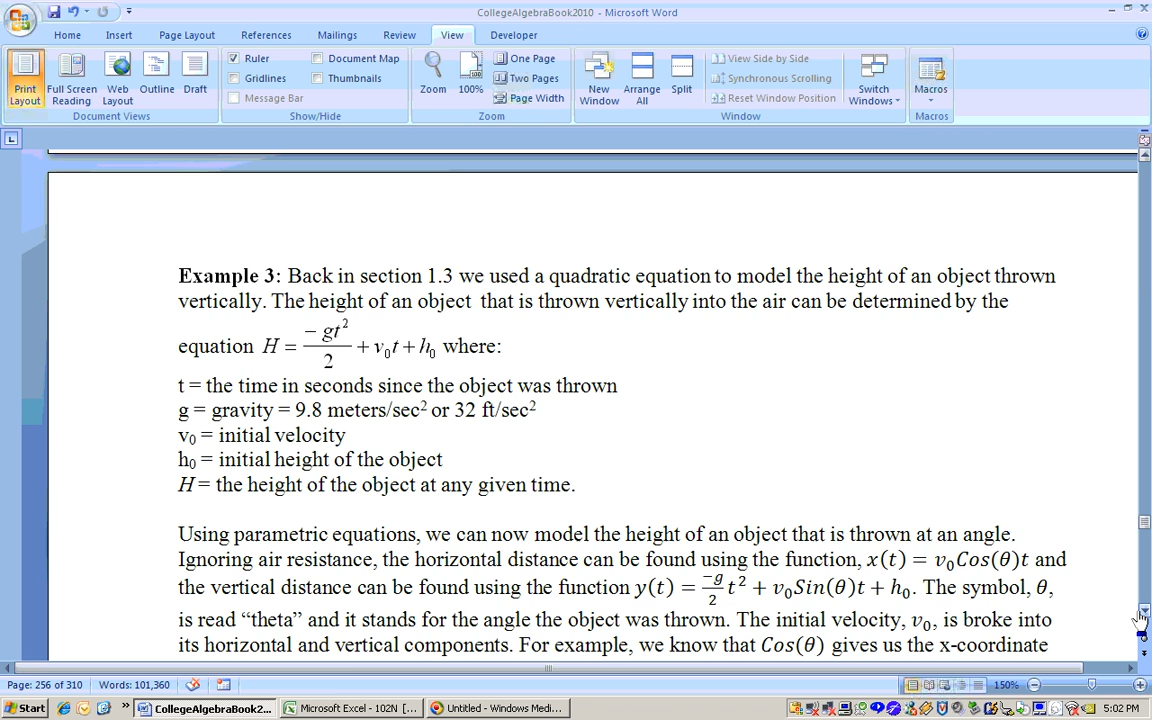 CollegeAlgebraBook2010 - Microsoft Word
Home Insert Page Layout References Mailings Review View Developer
Print Layout Full Screen Reading Web Layout Outline Draft
Ruler Document Map
Gridlines Thumbnails
Message Bar
Zoom 100% One Page
Two Pages
Page Width
New Window Arrange All Split
View Side by Side
Synchronous Scrolling
Reset Window Position
Switch Windows Macros
Document Views Show/Hide Zoom Window Macros
Example 3: Back in section 1.3 we used a quadratic equation to model the height of an object thrown
vertically. The height of an object that is thrown vertically into the air can be determined by the
equation H = -gt²/2 + v₀t + h₀ where:
t = the time in seconds since the object was thrown
g = gravity = 9.8 meters/sec² or 32 ft/sec²
v₀ = initial velocity
h₀ = initial height of the object
H = the height of the object at any given time.
Using parametric equations, we can now model the height of an object that is thrown at an angle.
Ignoring air resistance, the horizontal distance can be found using the function, x(t) = v₀Cos(θ)t and
the vertical distance can be found using the function y(t) = -g/2 t² + v₀Sin(θ)t + h₀. The symbol, θ,
is read “theta” and it stands for the angle the object was thrown. The initial velocity, v₀, is broke into
its horizontal and vertical components. For example, we know that Cos(θ) gives us the x-coordinate
Page: 256 of 310 Words: 101,360 150%
Start CollegeAlgebraBook2... Microsoft Excel - 102N [... Untitled - Windows Medi... 5:02 PM